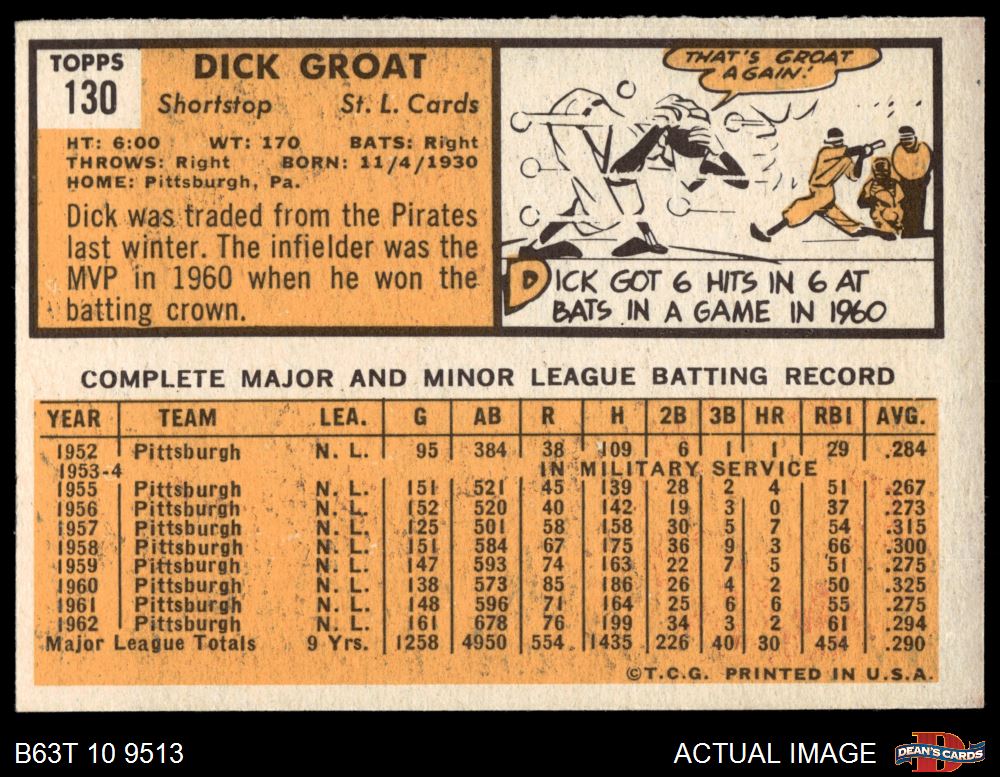 TOPPS
130
DICK GROAT
Shortstop St. L. Cards
HT: 6:00 WT: 170 BATS: Right
THROWS: Right BORN: 11/4/1930
HOME: Pittsburgh, Pa.
Dick was traded from the Pirates
last winter. The infielder was the
MVP in 1960 when he won the
batting crown.
THAT'S GROAT
AGAIN!
DICK GOT 6 HITS IN 6 AT
BATS IN A GAME IN 1960
COMPLETE MAJOR AND MINOR LEAGUE BATTING RECORD
YEAR TEAM LEA. G AB R H 2B 3B HR RBI AVG.
1952 Pittsburgh N. L. 95 384 38 109 6 1 1 29 .284
1953-4 IN MILITARY SERVICE
1955 Pittsburgh N. L. 151 521 45 139 28 2 4 51 .267
1956 Pittsburgh N. L. 152 520 40 142 19 3 0 37 .273
1957 Pittsburgh N. L. 125 501 58 158 30 5 7 54 .315
1958 Pittsburgh N. L. 151 584 67 175 36 9 3 66 .300
1959 Pittsburgh N. L. 147 593 74 163 22 7 5 51 .275
1960 Pittsburgh N. L. 138 573 85 186 26 4 2 50 .325
1961 Pittsburgh N. L. 148 596 71 164 25 6 6 55 .275
1962 Pittsburgh N. L. 161 678 76 199 34 3 2 61 .294
Major League Totals 9 Yrs. 1258 4950 554 1435 226 40 30 454 .290
©T.C.G. PRINTED IN U.S.A.
B63T 10 9513 ACTUAL IMAGE DEAN'S CARDS